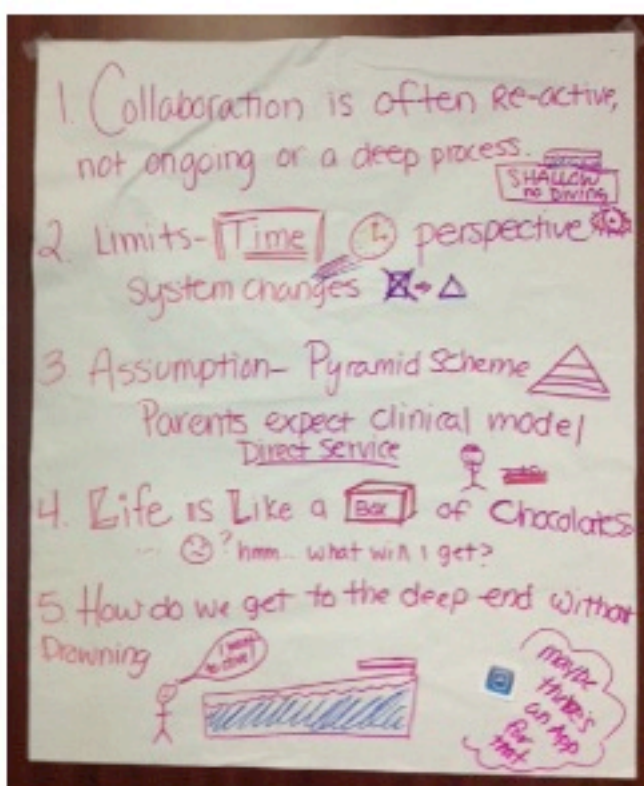 1. Collaboration is often Re-active,
not ongoing or a deep process.
SHALLOW
no DIVING
2. Limits- Time perspective
system changes
3. Assumption- Pyramid Scheme
Parents expect clinical model
Direct Service
4. Life is Like a Box of Chocolates
... ? hmm... what will I get?
5. How do we get to the deep end without
Drowning
I want
to dive!
maybe
there's
an App
for
that